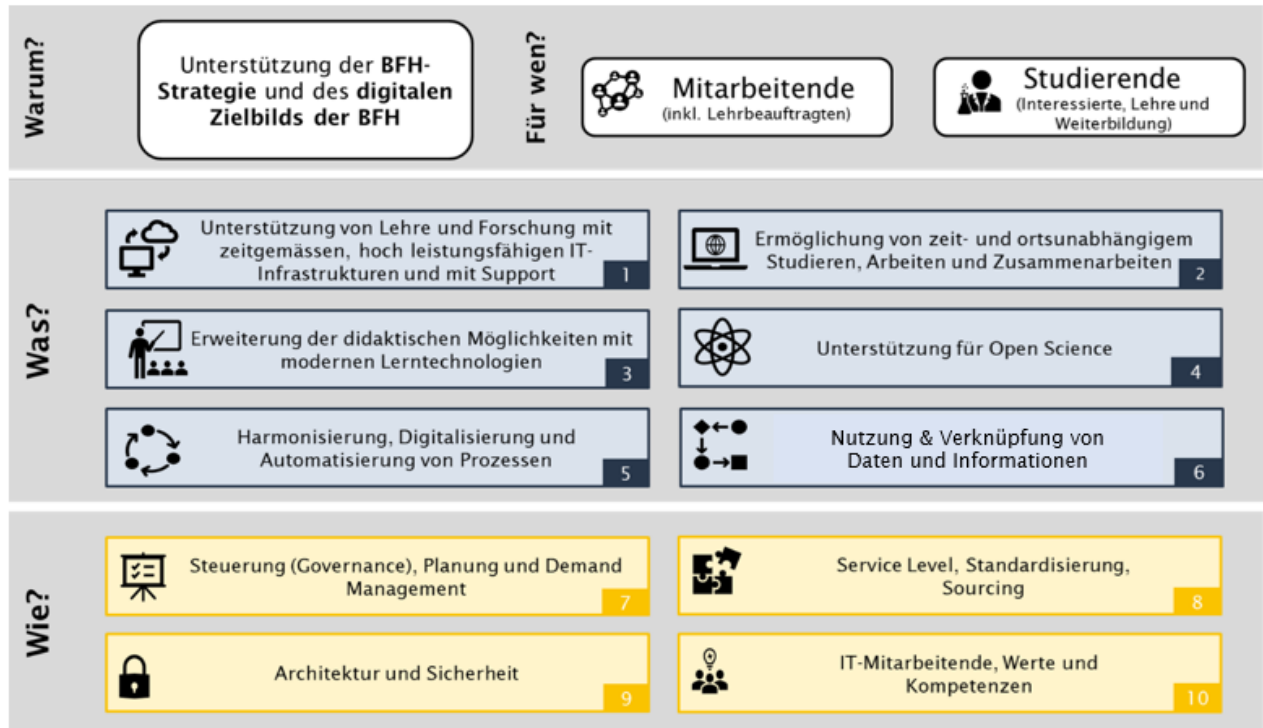 Warum?
Unterstützung der BFH-
Strategie und des digitalen
Zielbilds der BFH
Für wen?
Mitarbeitende
(inkl. Lehrbeauftragten)
Studierende
(Interessierte, Lehre und
Weiterbildung)
Was?
Unterstützung von Lehre und Forschung mit
zeitgemässen, hoch leistungsfähigen IT-
Infrastrukturen und mit Support
1
Ermöglichung von zeit- und ortsunabhängigem
Studieren, Arbeiten und Zusammenarbeiten
2
Erweiterung der didaktischen Möglichkeiten mit
modernen Lerntechnologien
3
Unterstützung für Open Science
4
Harmonisierung, Digitalisierung und
Automatisierung von Prozessen
5
Nutzung & Verknüpfung von
Daten und Informationen
6
Wie?
Steuerung (Governance), Planung und Demand
Management
7
Service Level, Standardisierung,
Sourcing
8
Architektur und Sicherheit
9
IT-Mitarbeitende, Werte und
Kompetenzen
10